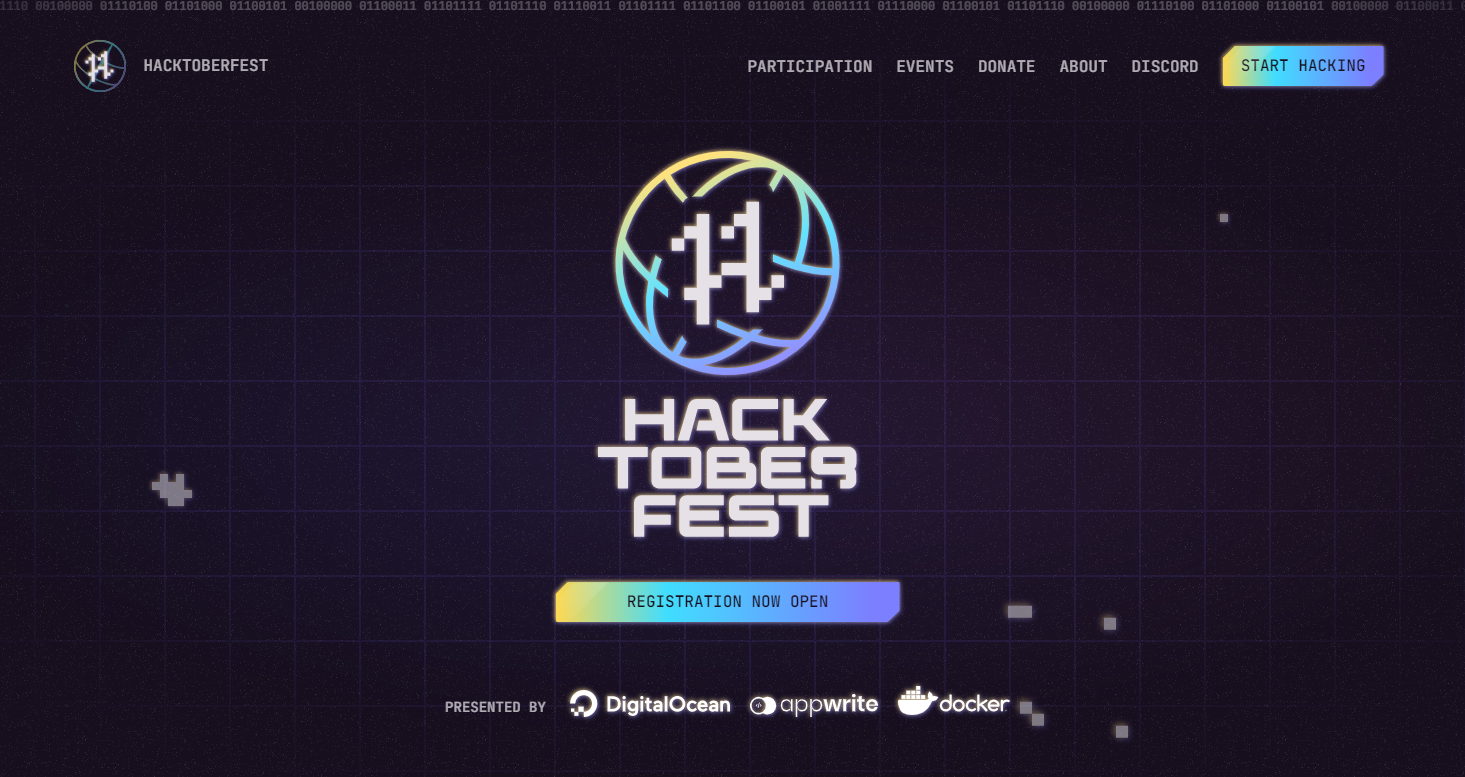 1110 00100000 01110100 01101000 01100101 00100000 01100011 01101111 01101110 01110011 01101111 01101100 01100101 01001111 01110000 01100101 01101110 00100000 01110100 01101000 01100101 00100000 01100011
HACKTOBERFEST
PARTICIPATION EVENTS DONATE ABOUT DISCORD START HACKING
HACK
TOBER
FEST
REGISTRATION NOW OPEN
PRESENTED BY DigitalOcean appwrite docker